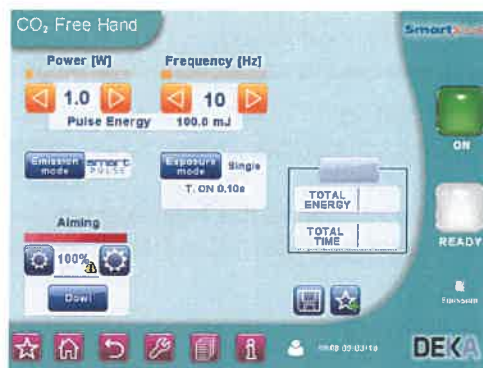 CO₂ Free Hand
Smart
Power [W]
Frequency [Hz]
1.0
10
Pulse Energy
100.0 mJ
ON
Emission
mode
smart
PULSE
Exposure
mode
Single
T. ON 0.10s
TOTAL
ENERGY
TOTAL
TIME
READY
Aiming
100%
Emission
DEKA